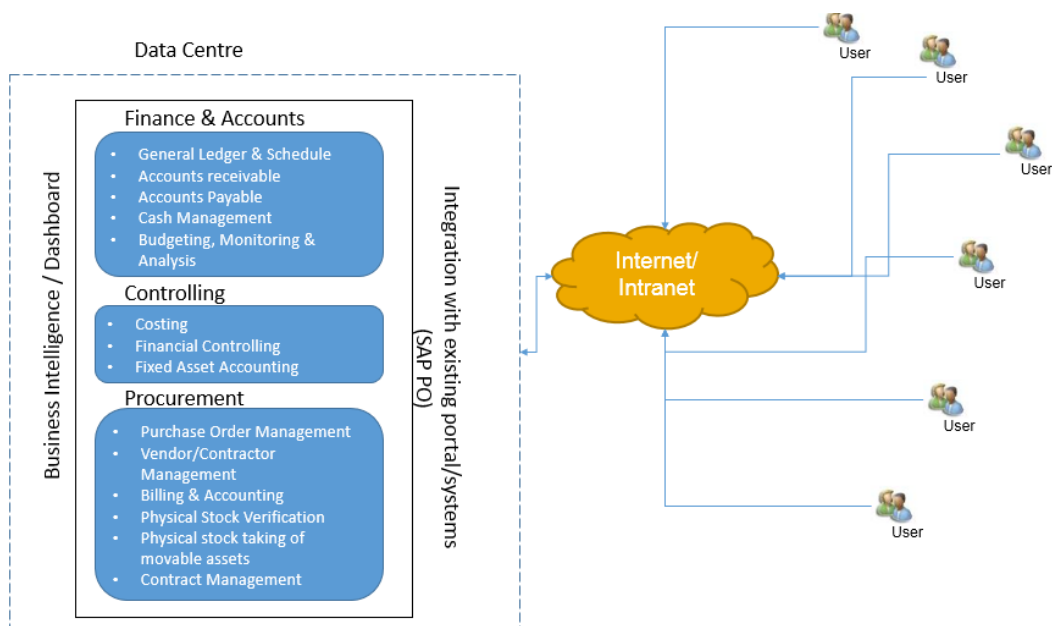 Data Centre
Business Intelligence / Dashboard
Finance & Accounts
• General Ledger & Schedule
• Accounts receivable
• Accounts Payable
• Cash Management
• Budgeting, Monitoring &
Analysis
Controlling
• Costing
• Financial Controlling
• Fixed Asset Accounting
Procurement
• Purchase Order Management
• Vendor/Contractor
Management
• Billing & Accounting
• Physical Stock Verification
• Physical stock taking of
movable assets
• Contract Management
Integration with existing portal/systems
(SAP PO)
Internet/
Intranet
User
User
User
User
User
User